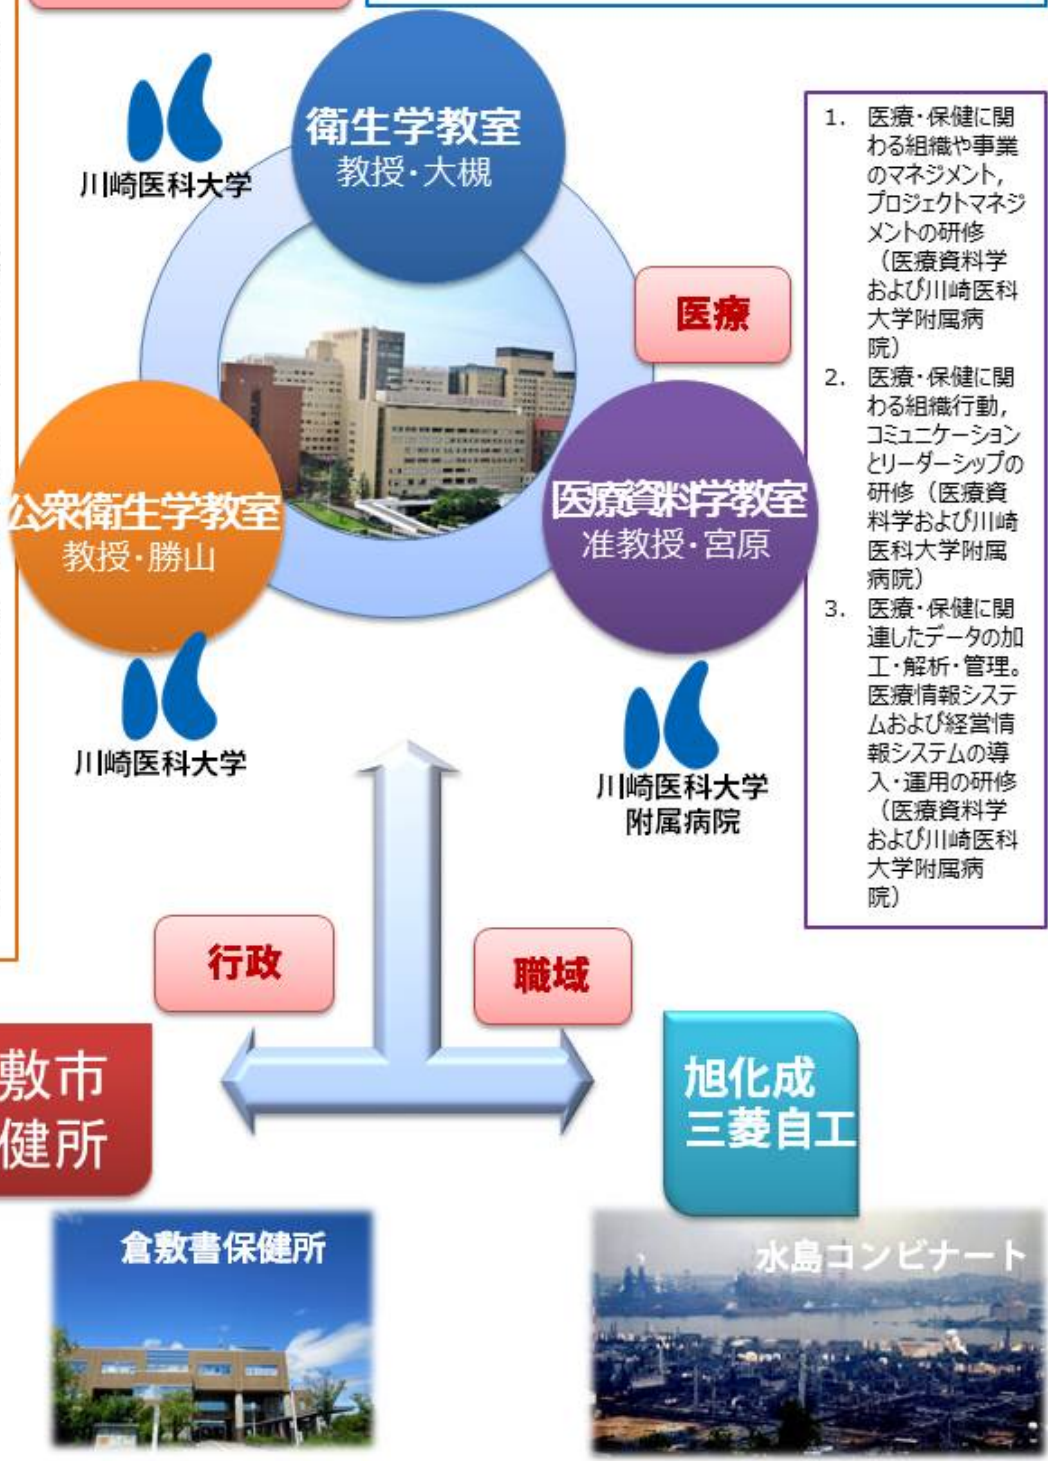 川崎医科大学
衛生学教室
教授・大槻
医療
公衆衛生学教室
教授・勝山
医療資料学教室
准教授・宮原
川崎医科大学
川崎医科大学
附属病院
1. 医療・保健に関
わる組織や事業
のマネジメント,
プロジェクトマネジ
メントの研修
（医療資料学
および川崎医科
大学附属病
院）
2. 医療・保健に関
わる組織行動,
コミュニケーション
とリーダーシップの
研修（医療資
料学および川崎
医科大学附属
病院）
3. 医療・保健に関
連したデータの加
工・解析・管理。
医療情報システ
ムおよび経営情
報システムの導
入・運用の研修
（医療資料学
および川崎医科
大学附属病
院）
行政
職域
敷市
健所
旭化成
三菱自工
倉敷書保健所
水島コンビナート